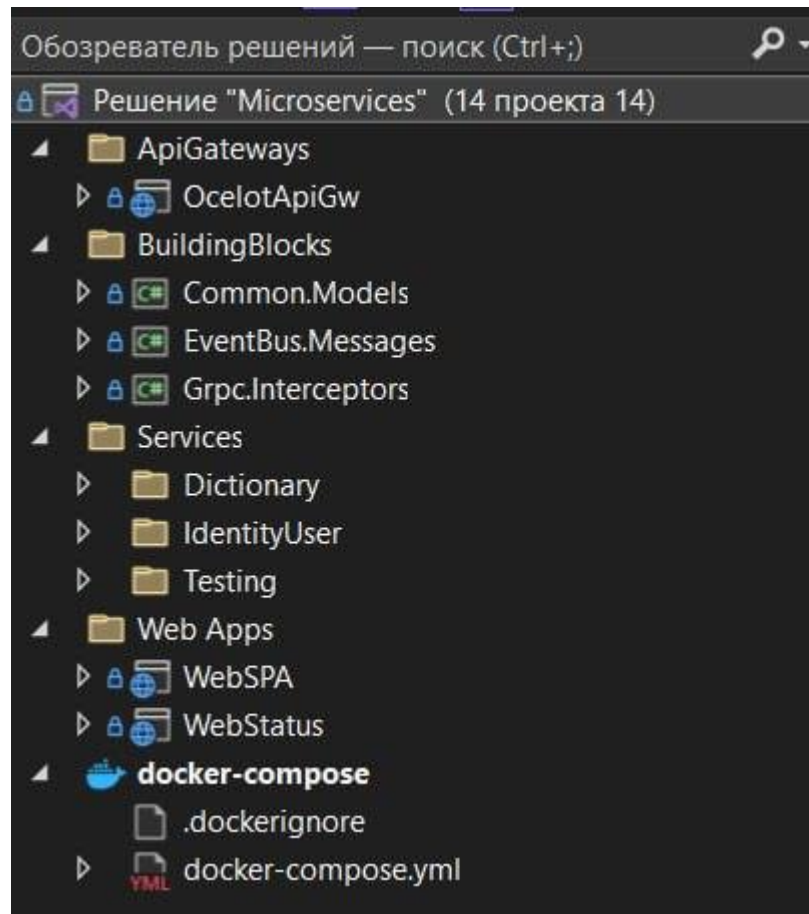 Обозреватель решений — поиск (Ctrl+;)
Решение "Microservices" (14 проекта 14)
ApiGateways
OcelotApiGw
BuildingBlocks
C# Common.Models
C# EventBus.Messages
C# Grpc.Interceptors
Services
Dictionary
IdentityUser
Testing
Web Apps
WebSPA
WebStatus
docker-compose
.dockerignore
YML docker-compose.yml